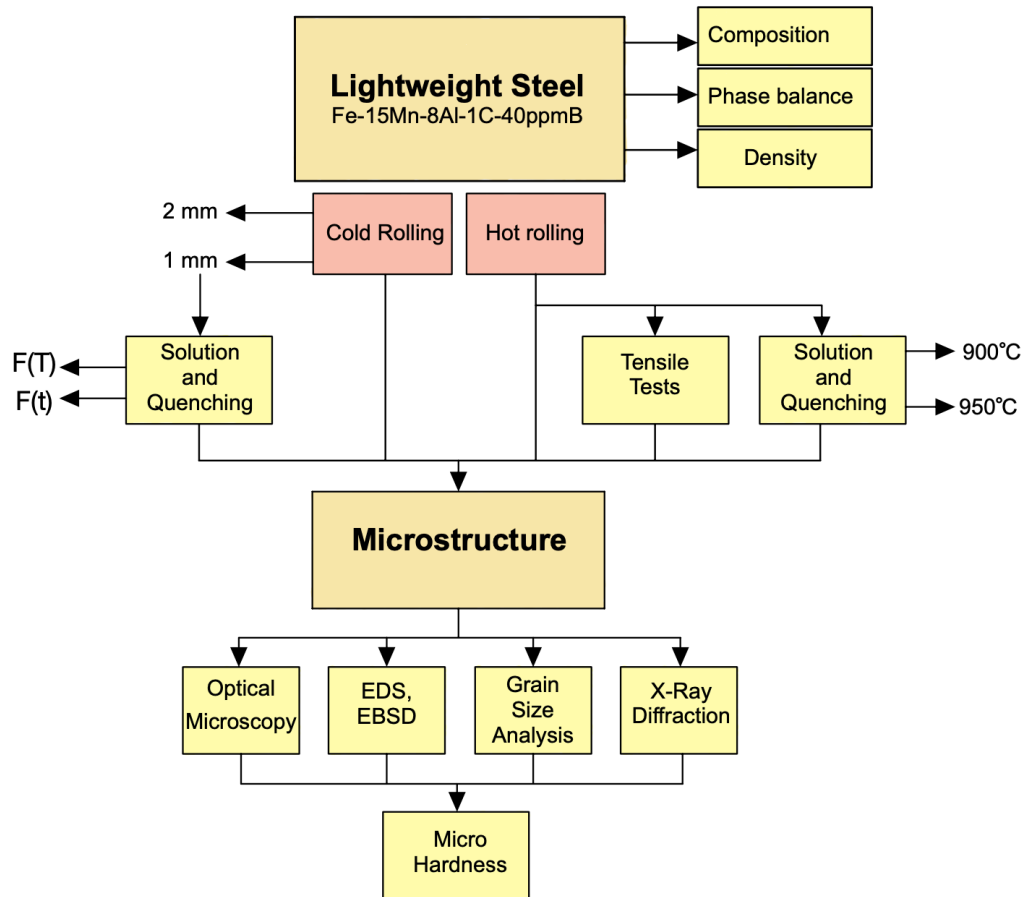 Composition
Lightweight Steel
Fe-15Mn-8Al-1C-40ppmB
Phase balance
Density
2 mm
Cold Rolling
Hot rolling
1 mm
F(T)
F(t)
Solution
and
Quenching
Tensile
Tests
Solution
and
Quenching
900°C
950°C
Microstructure
Optical
Microscopy
EDS,
EBSD
Grain
Size
Analysis
X-Ray
Diffraction
Micro
Hardness